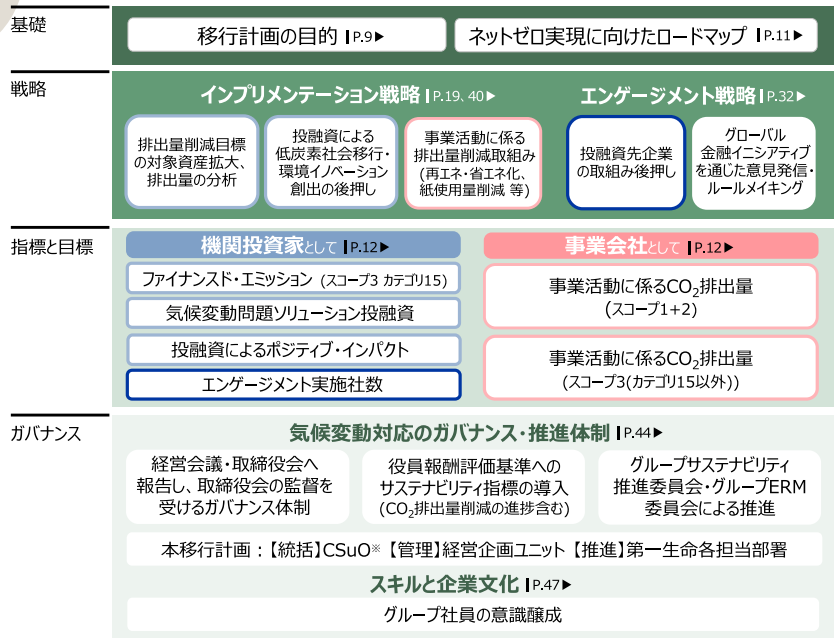 基礎
移行計画の目的 P.9▶
ネットゼロ実現に向けたロードマップ P.11▶
戦略
インプリメンテーション戦略 P.19、40▶
排出量削減目標
の対象資産拡大、
排出量の分析
投融資による
低炭素社会移行・
環境イノベーション
創出の後押し
事業活動に係る
排出量削減取組み
(再エネ・省エネ化、
紙使用量削減 等)
エンゲージメント戦略 P.32▶
投融資先企業
の取組み後押し
グローバル
金融イニシアティブ
を通じた意見発信・
ルールメイキング
指標と目標
機関投資家として P.12▶
ファイナンスド・エミッション (スコープ3 カテゴリ15)
気候変動問題ソリューション投融資
投融資によるポジティブ・インパクト
エンゲージメント実施社数
事業会社として P.12▶
事業活動に係るCO₂排出量
(スコープ1+2)
事業活動に係るCO₂排出量
(スコープ3(カテゴリ15以外))
ガバナンス
気候変動対応のガバナンス・推進体制 P.44▶
経営会議・取締役会へ
報告し、取締役会の監督を
受けるガバナンス体制
役員報酬評価基準への
サステナビリティ指標の導入
(CO₂排出量削減の進捗含む)
グループサステナビリティ
推進委員会・グループERM
委員会による推進
本移行計画：【統括】CSuO※ 【管理】経営企画ユニット 【推進】第一生命各担当部署
スキルと企業文化 P.47▶
グループ社員の意識醸成